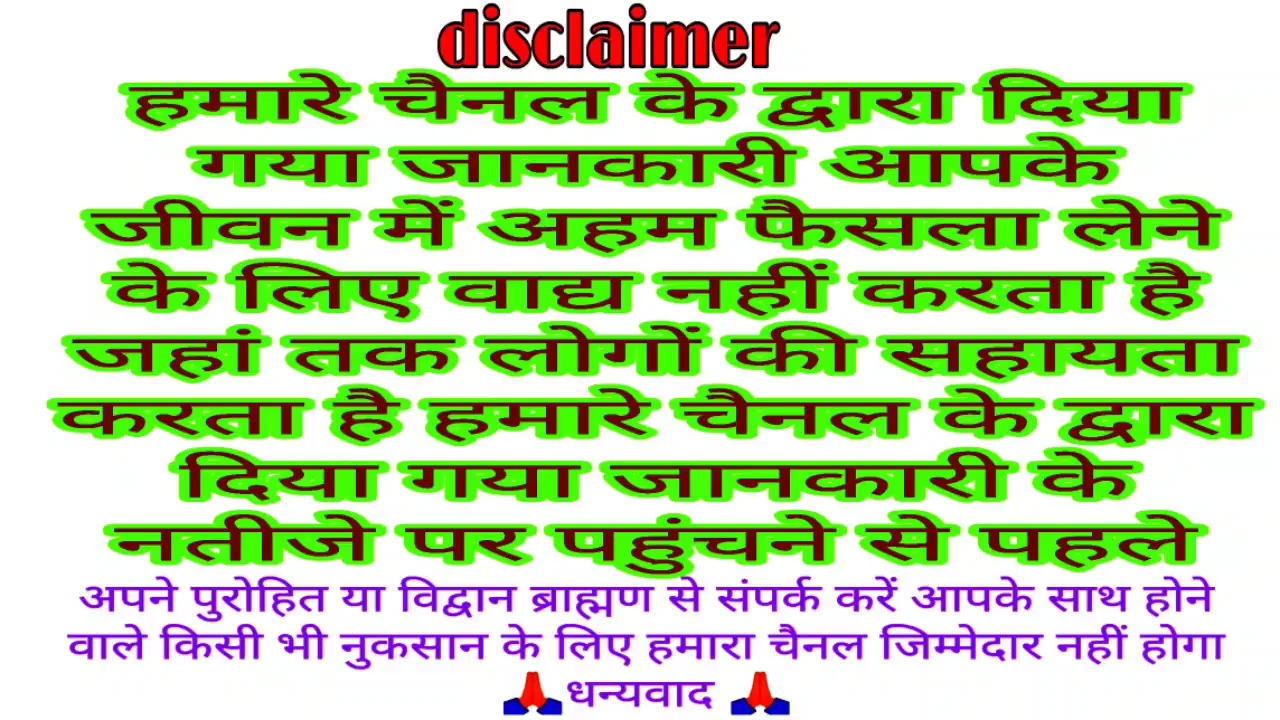 disclaimer
हमारे चैनल के द्वारा दिया
गया जानकारी आपके
जीवन में अहम फैसला लेने
के लिए वाद्य नहीं करता है
जहां तक लोगों की सहायता
करता है हमारे चैनल के द्वारा
दिया गया जानकारी के
नतीजे पर पहुंचने से पहले
अपने पुरोहित या विद्वान ब्राह्मण से संपर्क करें आपके साथ होने
वाले किसी भी नुकसान के लिए हमारा चैनल जिम्मेदार नहीं होगा
🙏धन्यवाद 🙏